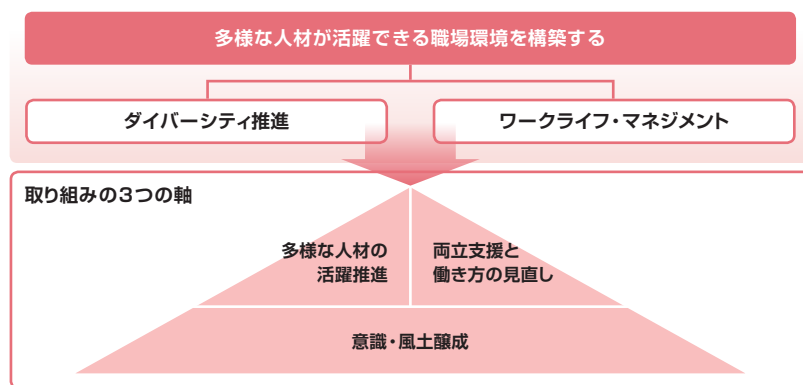 多様な人材が活躍できる職場環境を構築する
ダイバーシティ推進
ワークライフ・マネジメント
取り組みの3つの軸
多様な人材の
活躍推進
両立支援と
働き方の見直し
意識・風土醸成